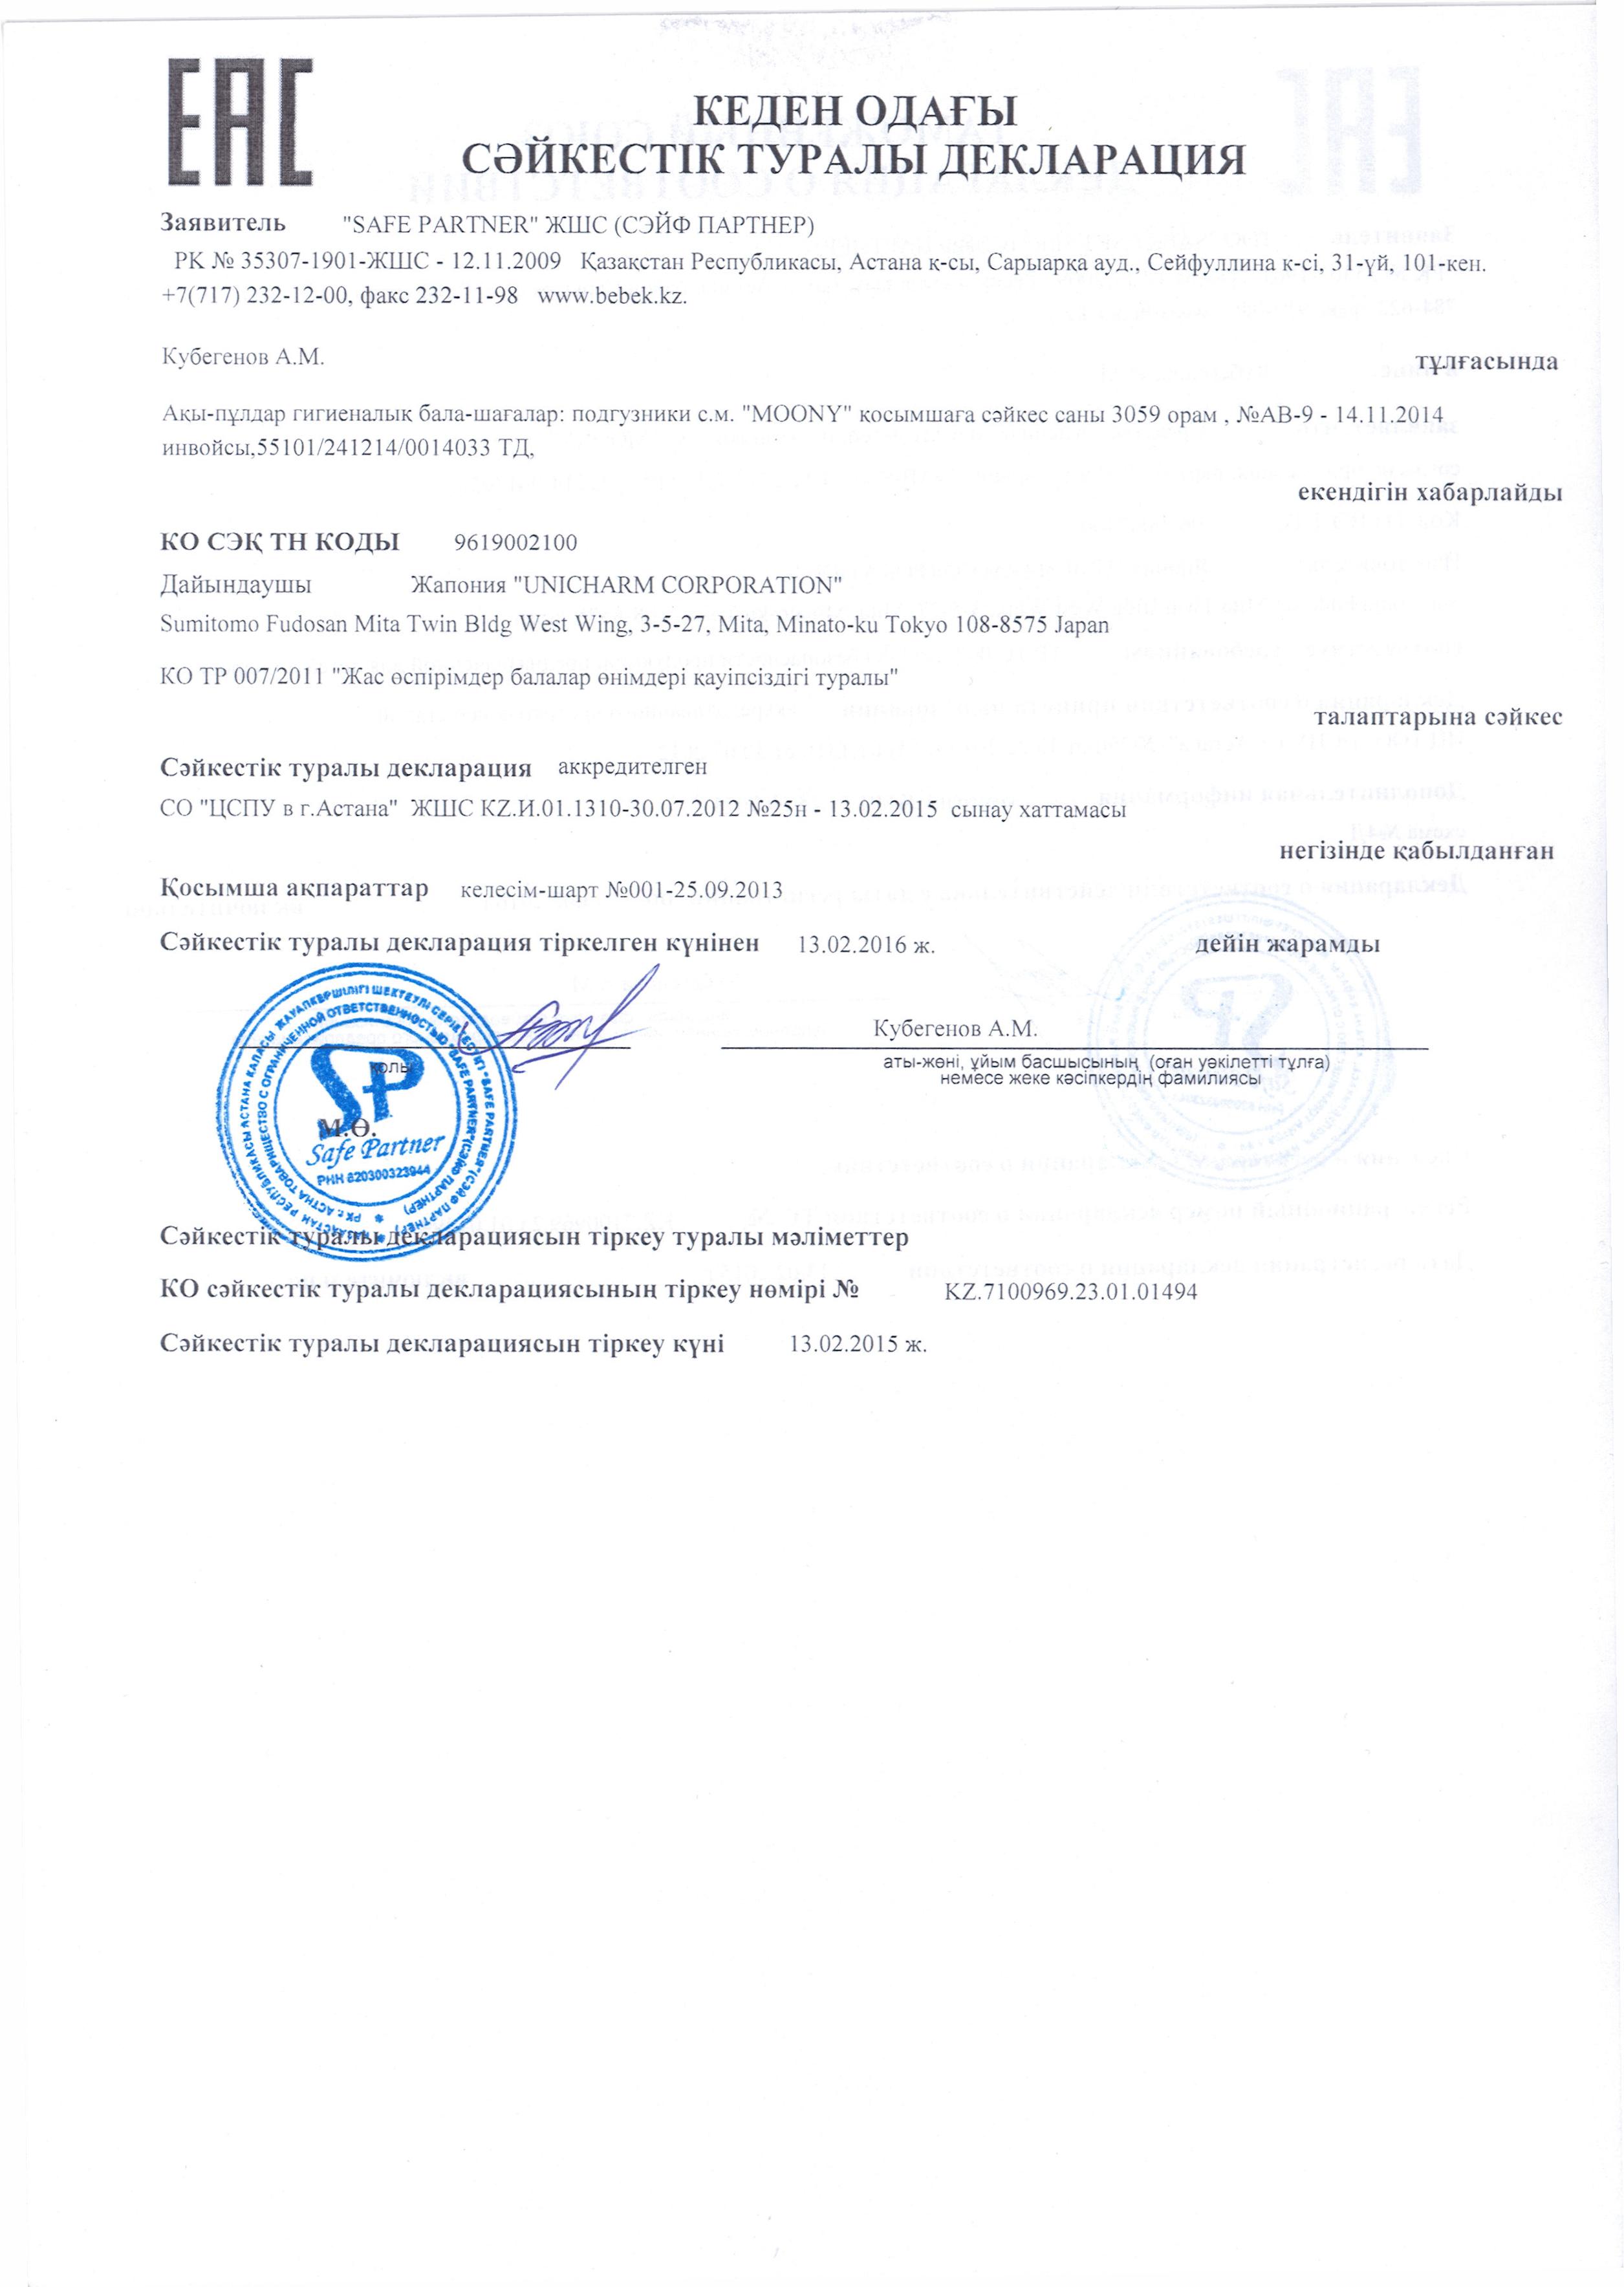 EAC
КЕДЕН ОДАҒЫ
СӘЙКЕСТІК ТУРАЛЫ ДЕКЛАРАЦИЯ
Заявитель "SAFE PARTNER" ЖШС (СЭЙФ ПАРТНЕР)
РК № 35307-1901-ЖШС - 12.11.2009 Қазақстан Республикасы, Астана қ-сы, Сарыарқа ауд., Сейфуллина к-сі, 31-үй, 101-кен.
+7(717) 232-12-00, факс 232-11-98 www.bebek.kz.
Кубегенов А.М.
тұлғасында
Ақы-пұлдар гигиеналық бала-шағалар: подгузники с.м. "MOONY" қосымшаға сәйкес саны 3059 орам , №АВ-9 - 14.11.2014
инвойсы,55101/241214/0014033 ТД,
екендігін хабарлайды
КО СЭҚ ТН КОДЫ 9619002100
Дайындаушы Жапония "UNICHARM CORPORATION"
Sumitomo Fudosan Mita Twin Bldg West Wing, 3-5-27, Mita, Minato-ku Tokyo 108-8575 Japan
КО ТР 007/2011 "Жас өспірімдер балалар өнімдері қауіпсіздігі туралы"
талаптарына сәйкес
Сәйкестік туралы декларация аккредителген
СО "ЦСПУ в г.Астана" ЖШС KZ.И.01.1310-30.07.2012 №25н - 13.02.2015 сынау хаттамасы
негізінде қабылданған
Қосымша ақпараттар келесім-шарт №001-25.09.2013
Сәйкестік туралы декларация тіркелген күнінен 13.02.2016 ж. дейін жарамды
Кубегенов А.М.
қолы
аты-жөні, ұйым басшысының (оған уәкілетті тұлға)
немесе жеке кәсіпкердің фамилиясы
М.Ө.
SP
Safe Partner
РНН 620300323944
Сәйкестік туралы декларациясын тіркеу туралы мәліметтер
КО сәйкестік туралы декларациясының тіркеу нөмірі № KZ.7100969.23.01.01494
Сәйкестік туралы декларациясын тіркеу күні 13.02.2015 ж.